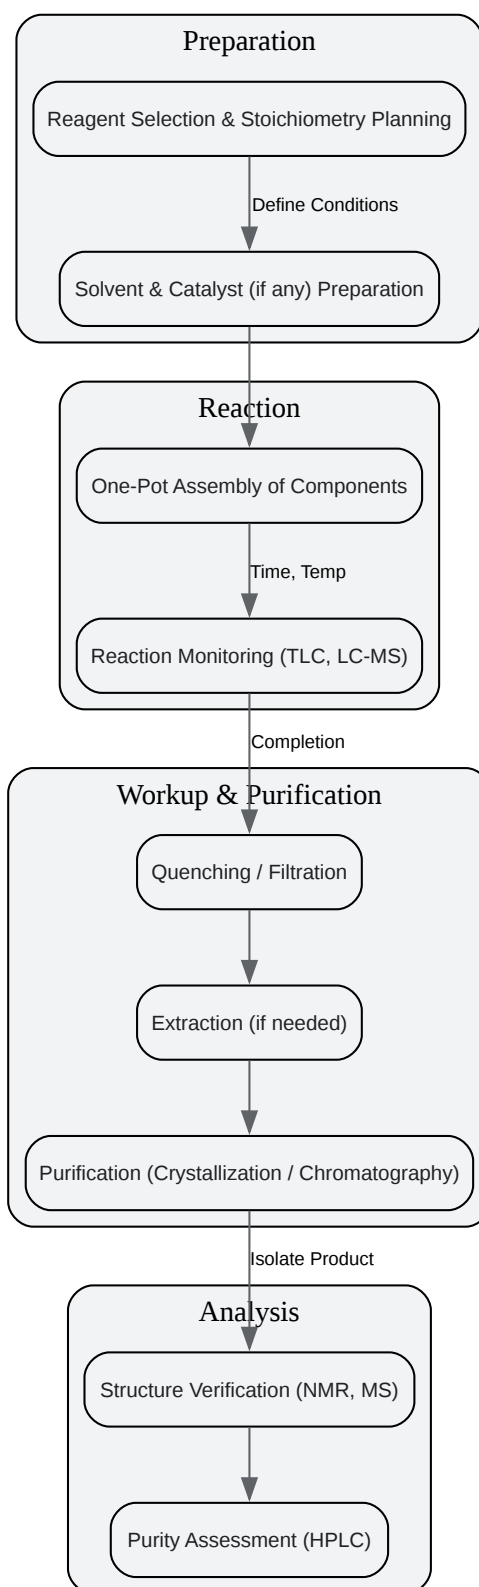 Preparation
Reagent Selection & Stoichiometry Planning
Define Conditions
Solvent & Catalyst (if any) Preparation
Reaction
One-Pot Assembly of Components
Time, Temp
Reaction Monitoring (TLC, LC-MS)
Completion
Workup & Purification
Quenching / Filtration
Extraction (if needed)
Purification (Crystallization / Chromatography)
Isolate Product
Analysis
Structure Verification (NMR, MS)
Purity Assessment (HPLC)